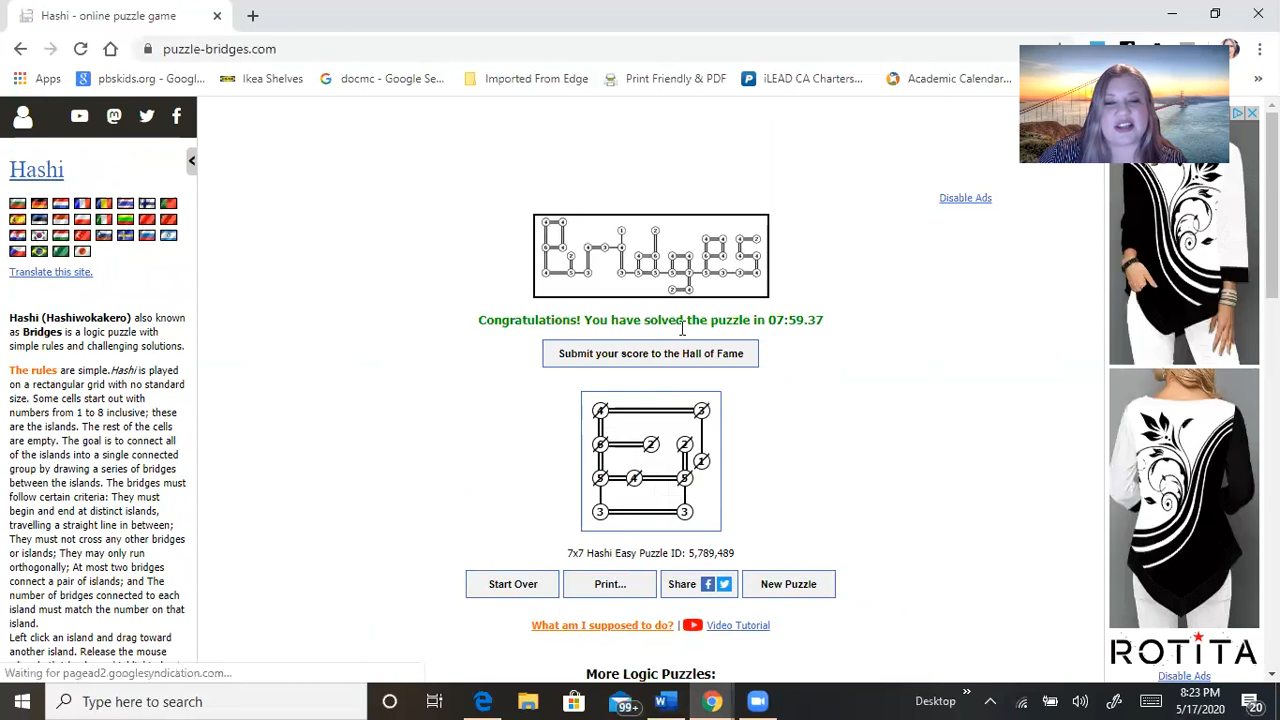 Hashi - online puzzle game
puzzle-bridges.com
Apps
pbskids.org - Googl...
Ikea Shelves
docmc - Google Se...
Imported From Edge
Print Friendly & PDF
iLEAD CA Charters...
Academic Calendar...
»
Hashi
Translate this site.
Hashi (Hashiwokakero) also known
as Bridges is a logic puzzle with
simple rules and challenging solutions.
The rules are simple.Hashi is played
on a rectangular grid with no standard
size. Some cells start out with
numbers from 1 to 8 inclusive; these
are the islands. The rest of the cells
are empty. The goal is to connect all
of the islands into a single connected
group by drawing a series of bridges
between the islands. The bridges must
follow certain criteria: They must
begin and end at distinct islands,
travelling a straight line in between;
They must not cross any other bridges
or islands; They may only run
orthogonally; At most two bridges
connect a pair of islands; and The
number of bridges connected to each
island must match the number on that
island.
Left click an island and drag toward
another island. Release the mouse
Waiting for pagead2.googlesyndication.com...
Disable Ads
Bridges
Congratulations! You have solved the puzzle in 07:59.37
Submit your score to the Hall of Fame
4 3
6 2 2
1
5 4 5
3 3
7x7 Hashi Easy Puzzle ID: 5,789,489
Start Over
Print...
Share
New Puzzle
What am I supposed to do? | Video Tutorial
More Logic Puzzles:
ROTITA
Disable Ads
Type here to search
99+
Desktop
»
8:23 PM
5/17/2020
20